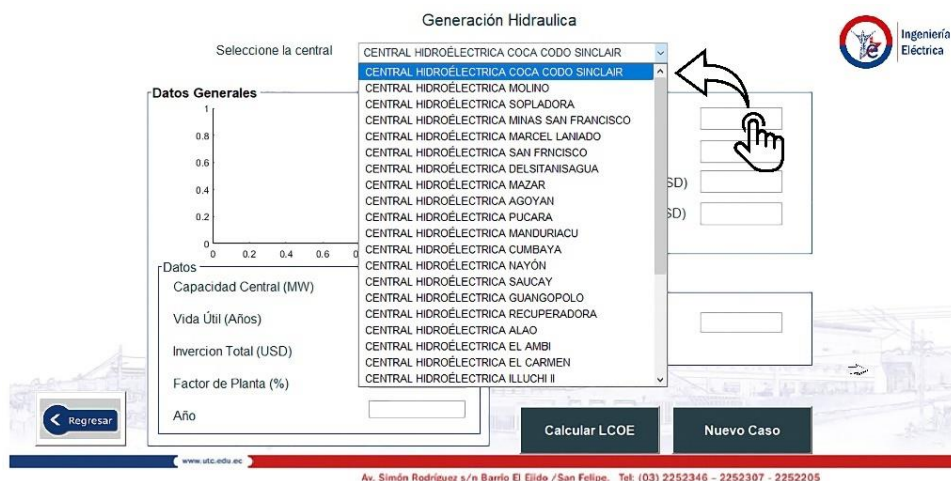 Generación Hidraulica
Ingeniería
Eléctrica
Seleccione la central
CENTRAL HIDROÉLECTRICA COCA CODO SINCLAIR
CENTRAL HIDROÉLECTRICA COCA CODO SINCLAIR
CENTRAL HIDROÉLECTRICA MOLINO
CENTRAL HIDROÉLECTRICA SOPLADORA
CENTRAL HIDROÉLECTRICA MINAS SAN FRANCISCO
CENTRAL HIDROÉLECTRICA MARCEL LANIADO
CENTRAL HIDROÉLECTRICA SAN FRNCISCO
CENTRAL HIDROÉLECTRICA DELSITANISAGUA
CENTRAL HIDROÉLECTRICA MAZAR
CENTRAL HIDROÉLECTRICA AGOYAN
CENTRAL HIDROÉLECTRICA PUCARA
CENTRAL HIDROÉLECTRICA MANDURIACU
CENTRAL HIDROÉLECTRICA CUMBAYA
CENTRAL HIDROÉLECTRICA NAYÓN
CENTRAL HIDROÉLECTRICA SAUCAY
CENTRAL HIDROÉLECTRICA GUANGOPOLO
CENTRAL HIDROÉLECTRICA RECUPERADORA
CENTRAL HIDROÉLECTRICA ALAO
CENTRAL HIDROÉLECTRICA EL AMBI
CENTRAL HIDROÉLECTRICA EL CARMEN
CENTRAL HIDROÉLECTRICA ILLUCHI II
Datos Generales
1
0.8
0.6
0.4
0.2
0
0 0.2 0.4 0.6
SD)
SD)
Datos
Capacidad Central (MW)
Vida Útil (Años)
Invercion Total (USD)
Factor de Planta (%)
Año
Regresar
Calcular LCOE
Nuevo Caso
www.utc.edu.ec
Av. Simón Rodríguez s/n Barrio El Ejido /San Felipe. Tel: (03) 2252346 – 2252307 - 2252205